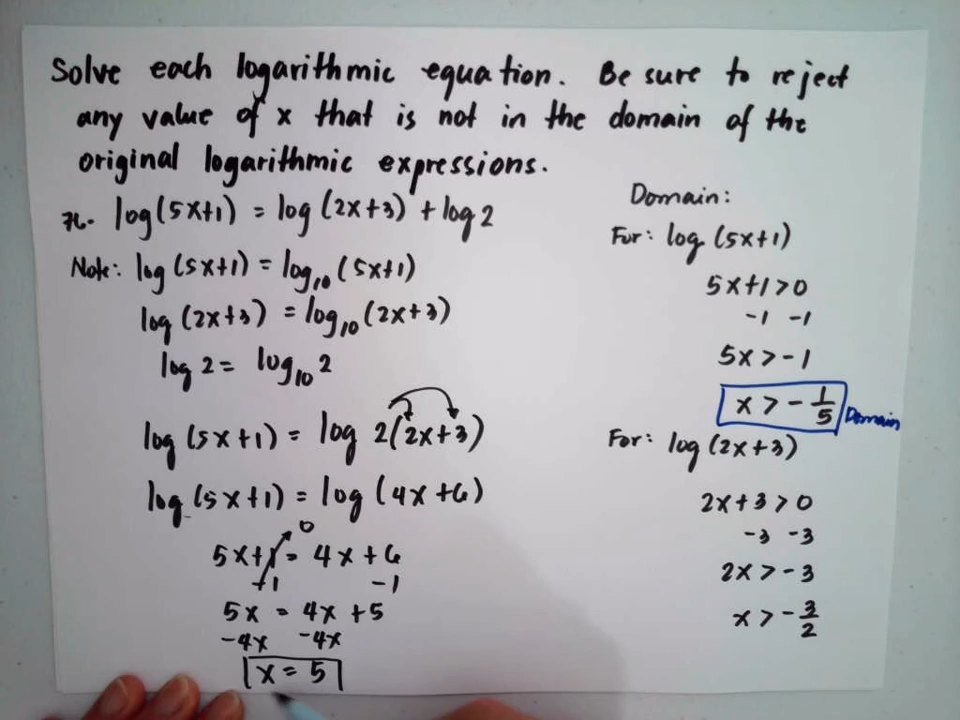 Solve each logarithmic equation. Be sure to reject
any value of x that is not in the domain of the
original logarithmic expressions.
76. log(5x+1) = log(2x+3) + log 2
Note: log(5x+1) = log₁₀(5x+1)
log(2x+3) = log₁₀(2x+3)
log 2 = log₁₀ 2
log(5x+1) = log 2(2x+3)
log(5x+1) = log(4x+6)
0
5x+1 = 4x+6
-1 -1
5x = 4x+5
-4x -4x
x = 5
Domain:
For: log(5x+1)
5x+1>0
-1 -1
5x > -1
x > -1/5 Domain
For: log(2x+3)
2x+3>0
-3 -3
2x > -3
x > -3/2